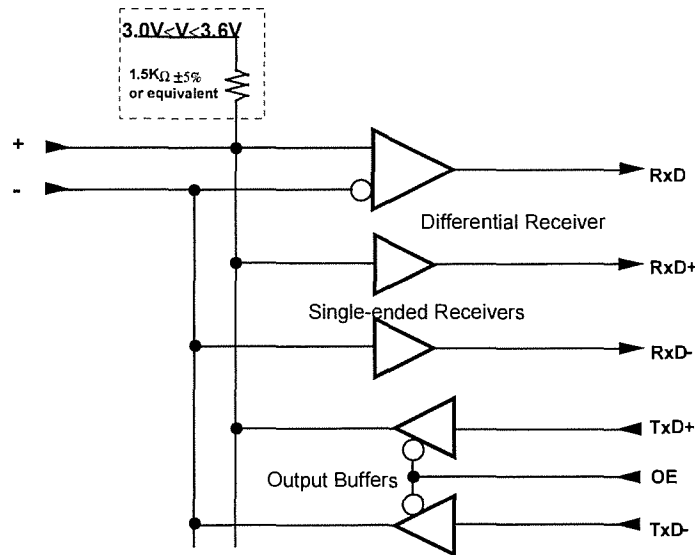 3.0V<V<3.6V
1.5KΩ ±5%
or equivalent
+
-
RxD
Differential Receiver
RxD+
Single-ended Receivers
RxD-
TxD+
Output Buffers
OE
TxD-